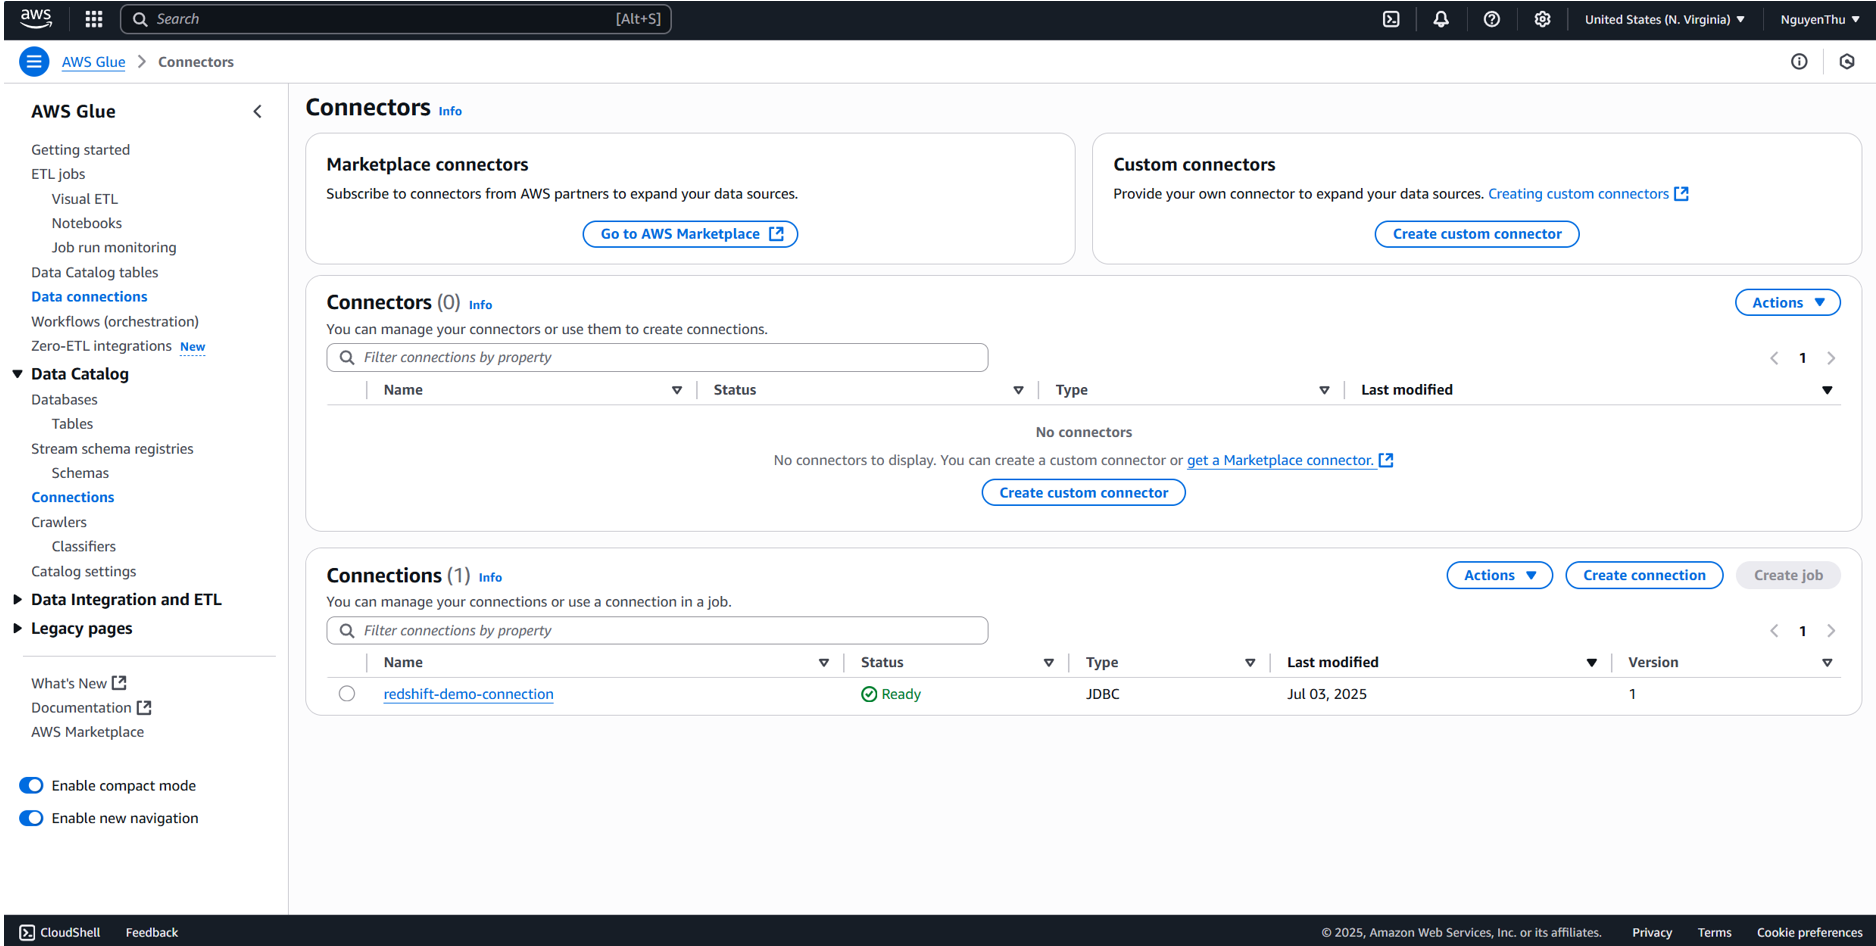 aws
Search [Alt+S]
United States (N. Virginia)
NguyenThu
AWS Glue > Connectors
AWS Glue
Getting started
ETL jobs
Visual ETL
Notebooks
Job run monitoring
Data Catalog tables
Data connections
Workflows (orchestration)
Zero-ETL integrations New
Data Catalog
Databases
Tables
Stream schema registries
Schemas
Connections
Crawlers
Classifiers
Catalog settings
Data Integration and ETL
Legacy pages
What's New
Documentation
AWS Marketplace
Enable compact mode
Enable new navigation
Connectors Info
Marketplace connectors
Subscribe to connectors from AWS partners to expand your data sources.
Go to AWS Marketplace
Custom connectors
Provide your own connector to expand your data sources. Creating custom connectors
Create custom connector
Connectors (0) Info
Actions
You can manage your connectors or use them to create connections.
Filter connections by property
1
Name Status Type Last modified
No connectors
No connectors to display. You can create a custom connector or get a Marketplace connector.
Create custom connector
Connections (1) Info
Actions Create connection Create job
You can manage your connections or use a connection in a job.
Filter connections by property
1
Name Status Type Last modified Version
redshift-demo-connection Ready JDBC Jul 03, 2025 1
CloudShell Feedback
© 2025, Amazon Web Services, Inc. or its affiliates. Privacy Terms Cookie preferences